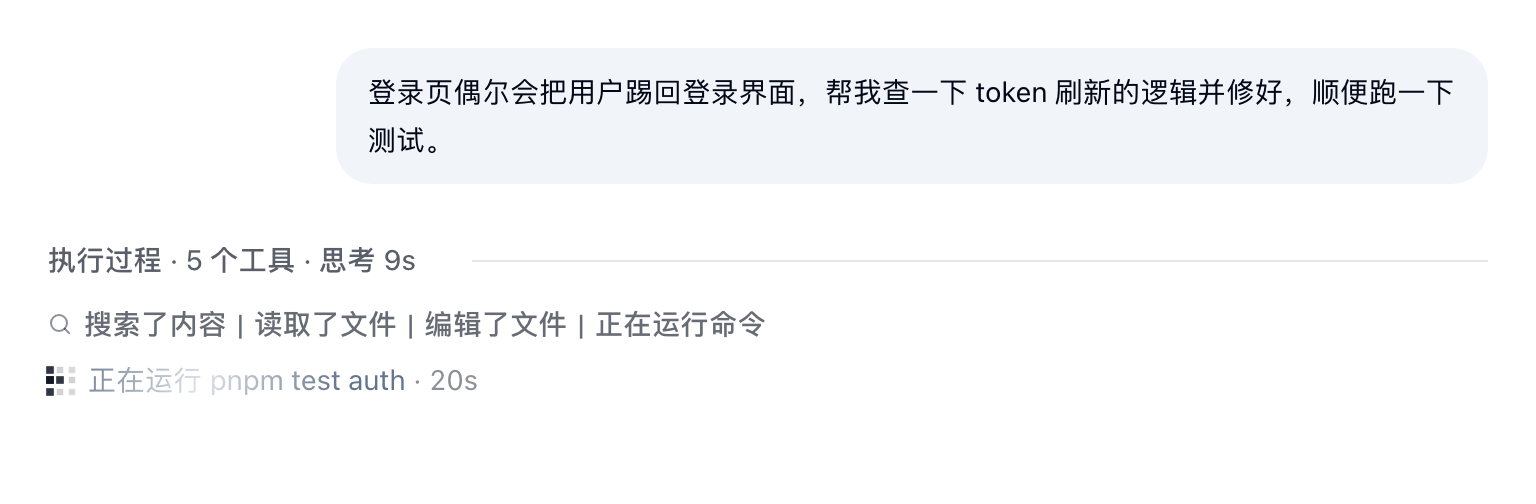 登录页偶尔会把用户踢回登录界面，帮我查一下 token 刷新的逻辑并修好，顺便跑一下
测试。
执行过程 · 5 个工具 · 思考 9s
搜索了内容 | 读取了文件 | 编辑了文件 | 正在运行命令
正在运行 pnpm test auth · 20s